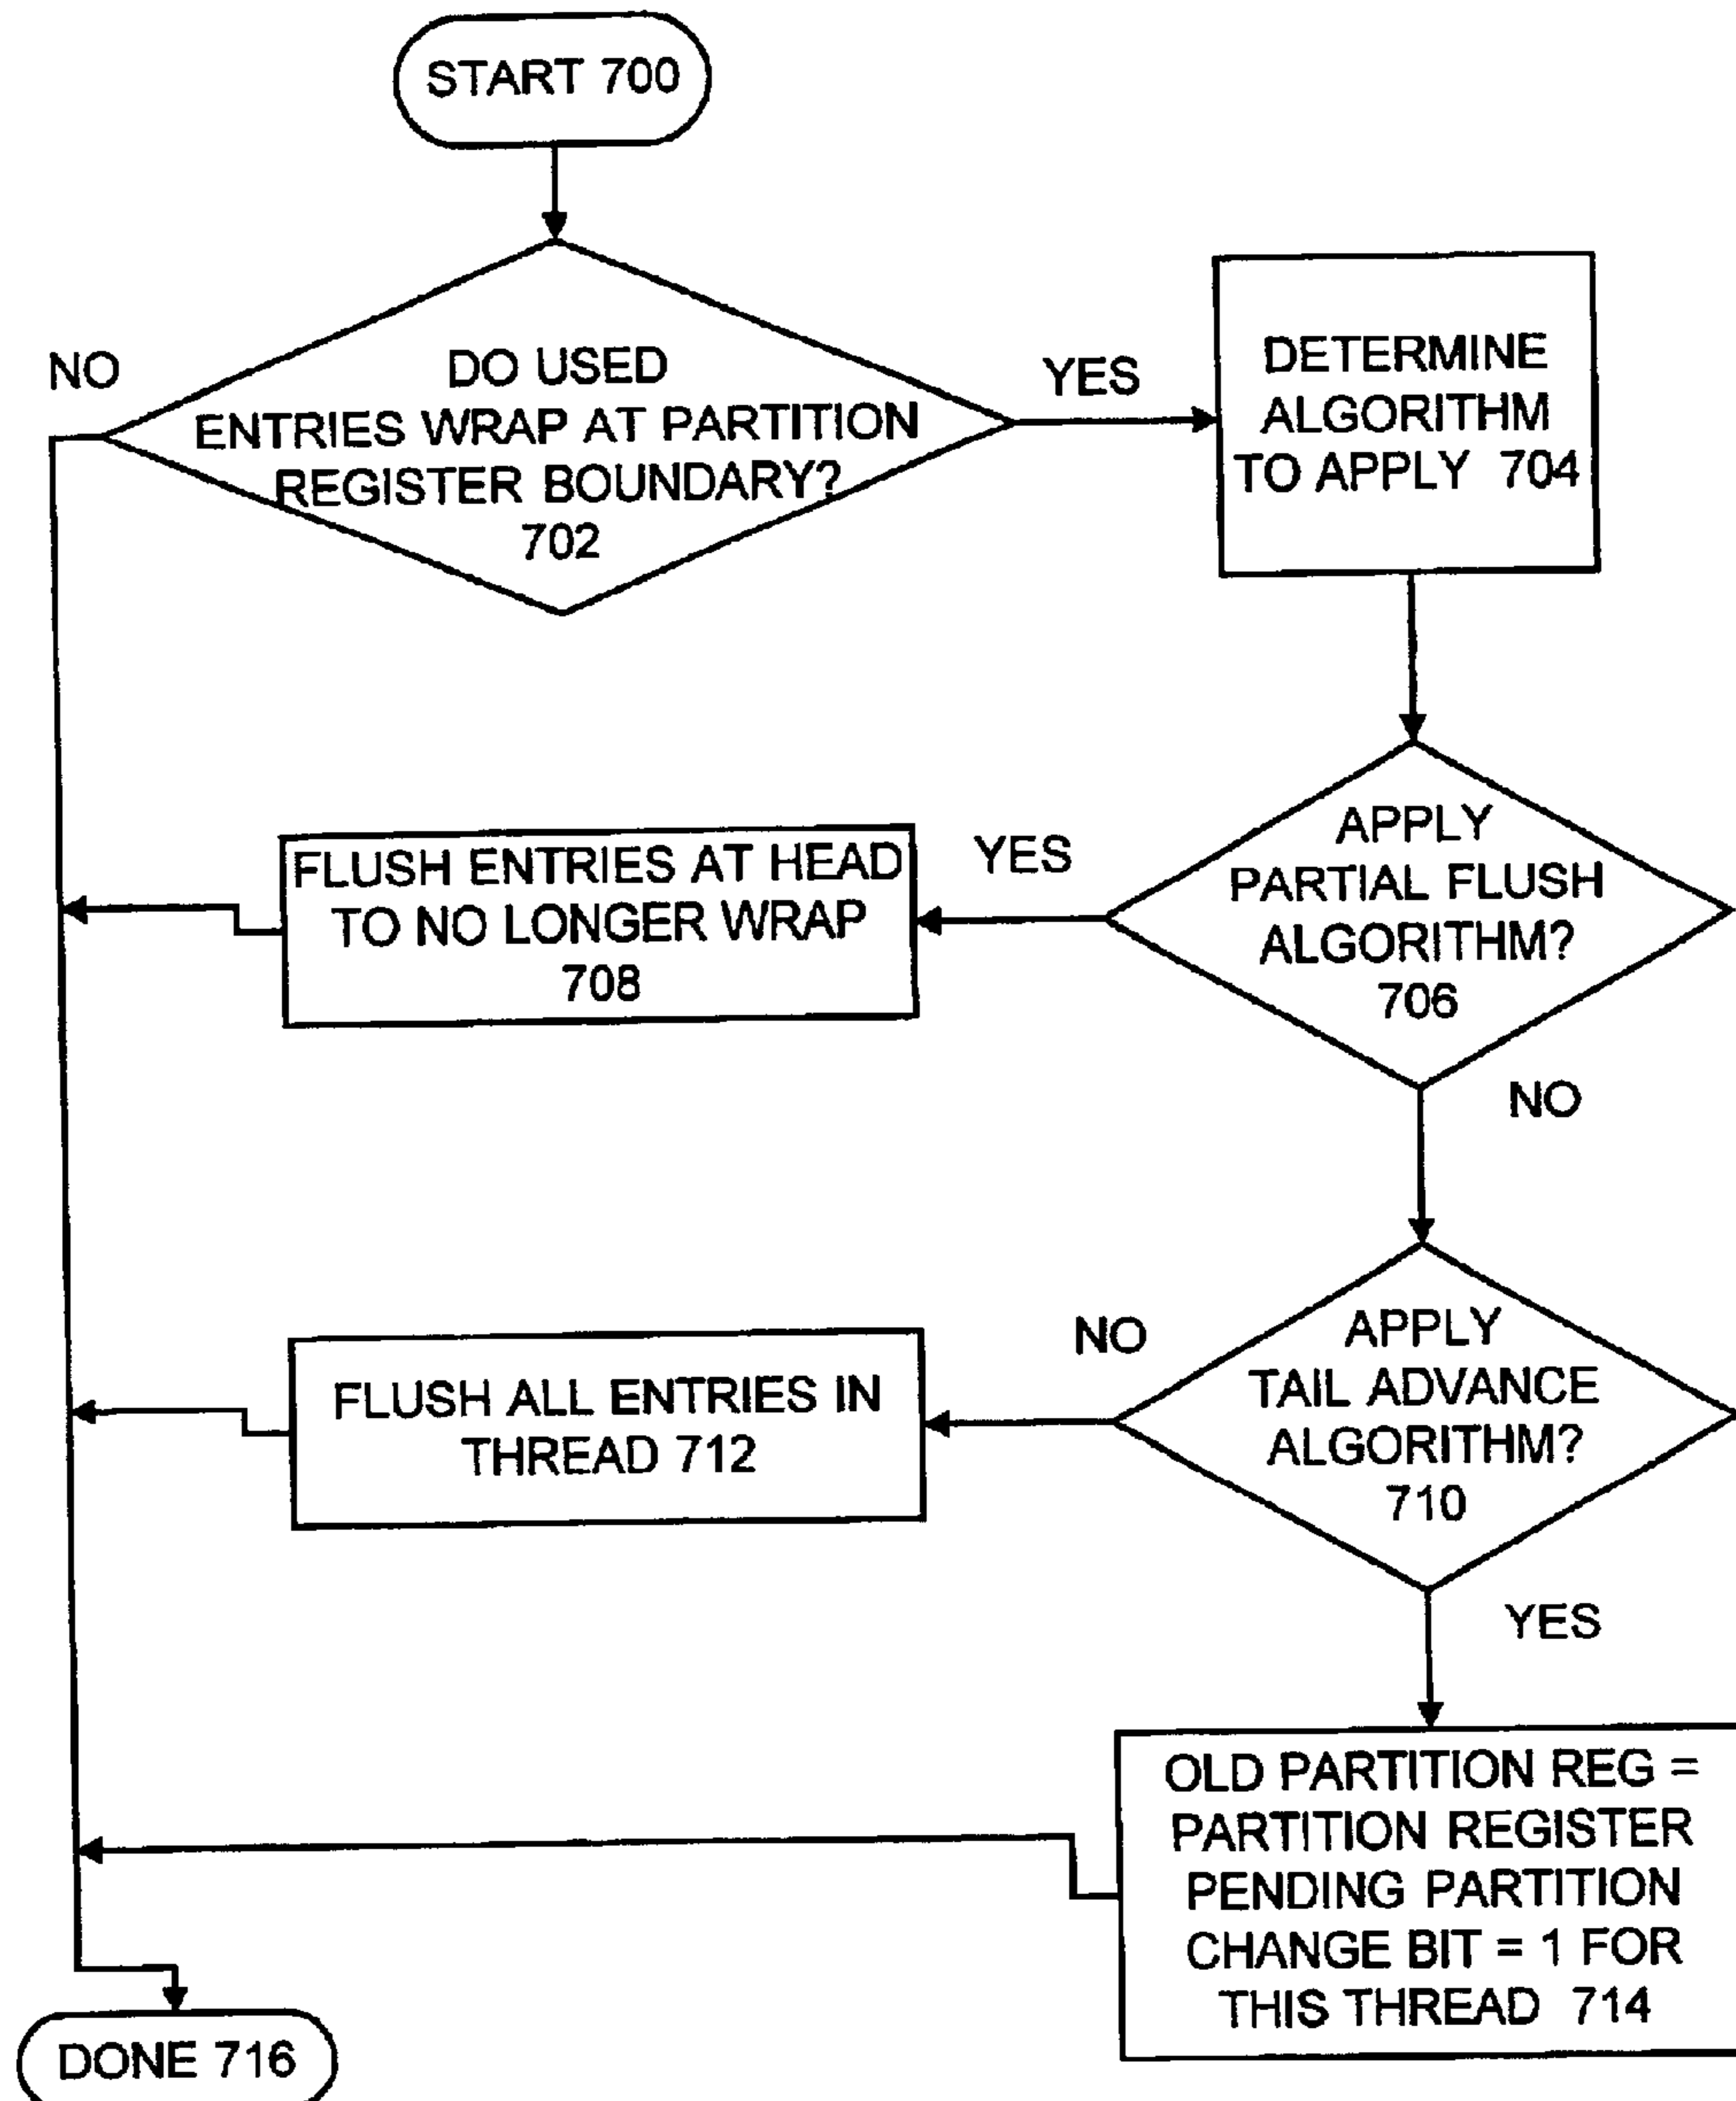 START 700
NO
DO USED
ENTRIES WRAP AT PARTITION
REGISTER BOUNDARY?
702
YES
DETERMINE
ALGORITHM
TO APPLY 704
APPLY
PARTIAL FLUSH
ALGORITHM?
706
YES
FLUSH ENTRIES AT HEAD
TO NO LONGER WRAP
708
NO
APPLY
TAIL ADVANCE
ALGORITHM?
710
NO
FLUSH ALL ENTRIES IN
THREAD 712
YES
OLD PARTITION REG =
PARTITION REGISTER
PENDING PARTITION
CHANGE BIT = 1 FOR
THIS THREAD 714
DONE 716